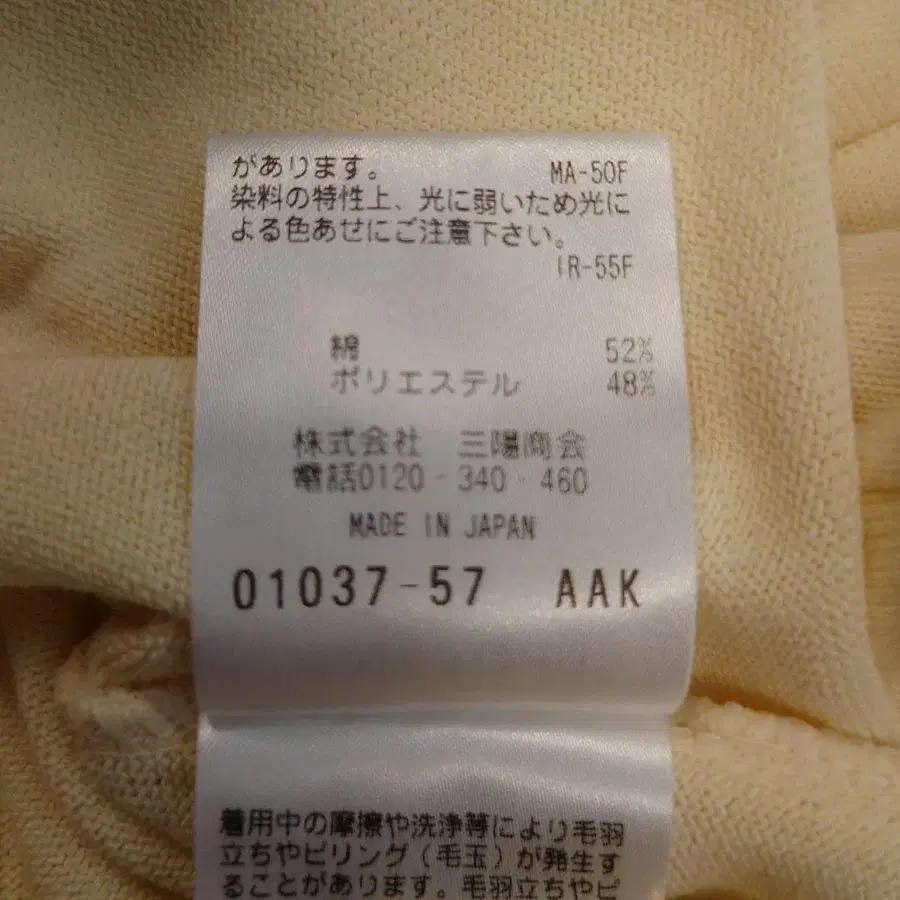 があります。 MA-50F
染料の特性上、光に弱いため光に
よる色あせにご注意下さい。
IR-55F
綿 52%
ポリエステル 48%
株式会社 三陽商会
電話0120-340-460
MADE IN JAPAN
01037-57 AAK
着用中の摩擦や洗浄等により毛羽
立ちやピリング(毛玉)が発生す
ることがあります。毛羽立ちやピ